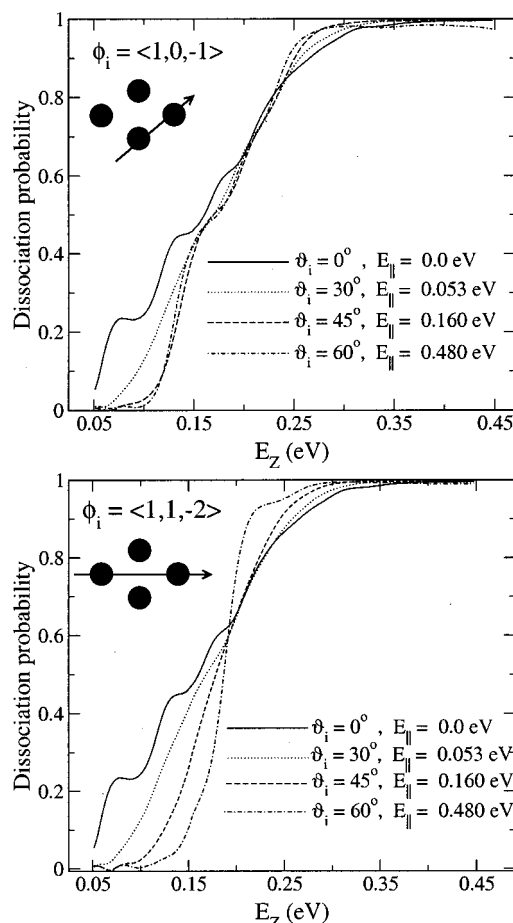 ϕi = <1,0,-1>
Dissociation probability
1
0.8
0.6
0.4
0.2
0
ϑi = 0° , E|| = 0.0 eV
ϑi = 30°, E|| = 0.053 eV
ϑi = 45°, E|| = 0.160 eV
ϑi = 60°, E|| = 0.480 eV
0.05 0.15 0.25 0.35 0.45
EZ (eV)
ϕi = <1,1,-2>
Dissociation probability
1
0.8
0.6
0.4
0.2
0
ϑi = 0° , E|| = 0.0 eV
ϑi = 30°, E|| = 0.053 eV
ϑi = 45°, E|| = 0.160 eV
ϑi = 60°, E|| = 0.480 eV
0.05 0.15 0.25 0.35 0.45
EZ (eV)